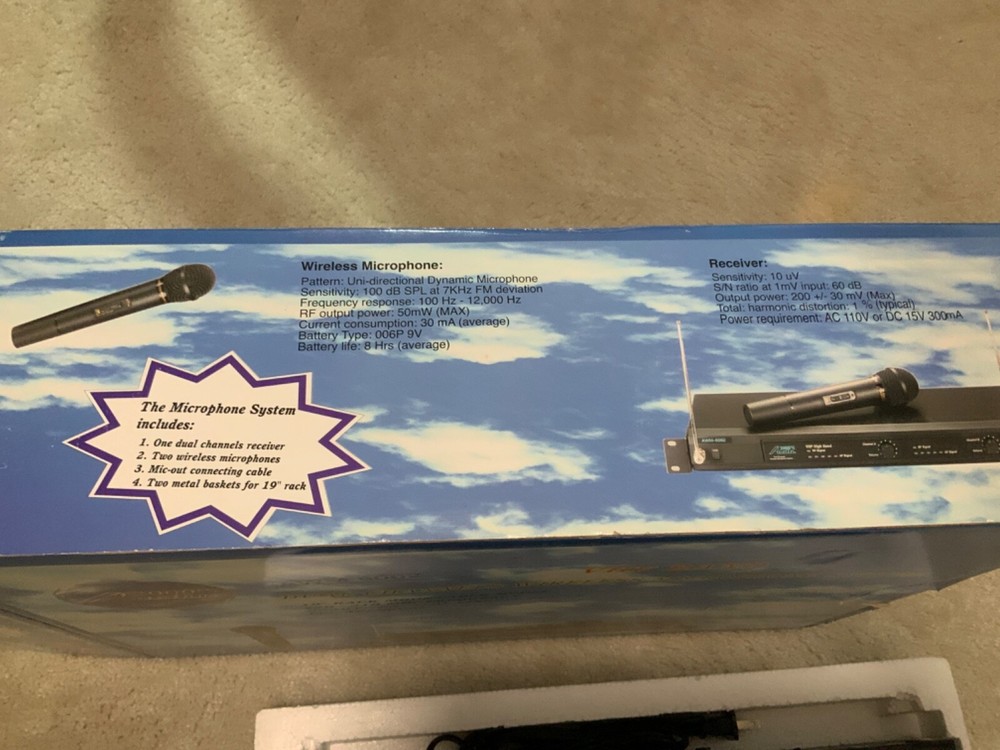 Wireless Microphone:
Pattern: Uni-directional Dynamic Microphone
Sensitivity: 100 dB SPL at 7KHz FM deviation
Frequency response: 100 Hz - 12,000 Hz
RF output power: 50mW (MAX)
Current consumption: 30 mA (average)
Battery Type: 006P 9V
Battery life: 8 Hrs (average)
Receiver:
Sensitivity: 10 uV
S/N ratio at 1mV input: 60 dB
Output power: 200 +/- 30 mV (Max)
Total: harmonic distortion: 1 % (typical)
Power requirement: AC 110V or DC 15V 300mA
The Microphone System
includes:
1. One dual channels receiver
2. Two wireless microphones
3. Mic-out connecting cable
4. Two metal baskets for 19" rack